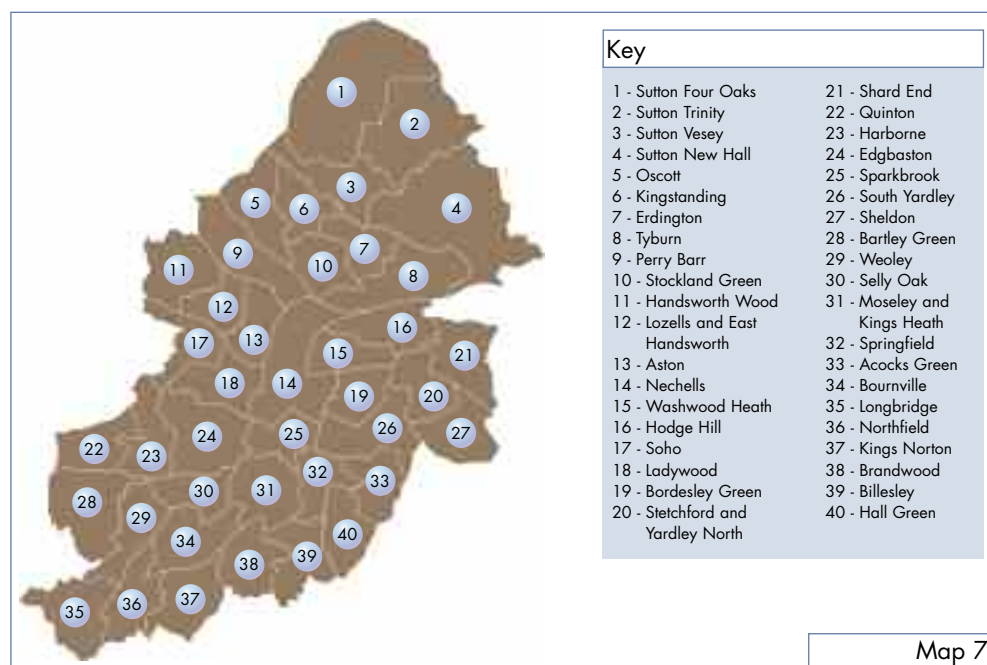 Key
1 - Sutton Four Oaks
2 - Sutton Trinity
3 - Sutton Vesey
4 - Sutton New Hall
5 - Oscott
6 - Kingstanding
7 - Erdington
8 - Tyburn
9 - Perry Barr
10 - Stockland Green
11 - Handsworth Wood
12 - Lozells and East
Handsworth
13 - Aston
14 - Nechells
15 - Washwood Heath
16 - Hodge Hill
17 - Soho
18 - Ladywood
19 - Bordesley Green
20 - Stetchford and
Yardley North
21 - Shard End
22 - Quinton
23 - Harborne
24 - Edgbaston
25 - Sparkbrook
26 - South Yardley
27 - Sheldon
28 - Bartley Green
29 - Weoley
30 - Selly Oak
31 - Moseley and
Kings Heath
32 - Springfield
33 - Acocks Green
34 - Bournville
35 - Longbridge
36 - Northfield
37 - Kings Norton
38 - Brandwood
39 - Billesley
40 - Hall Green
1
2
3
4
5
6
7
9
10
8
11
12
16
13
17
15
21
18
14
19
20
26
27
25
24
22
23
32
33
31
30
28
29
40
34
39
38
37
36
35
Map 7